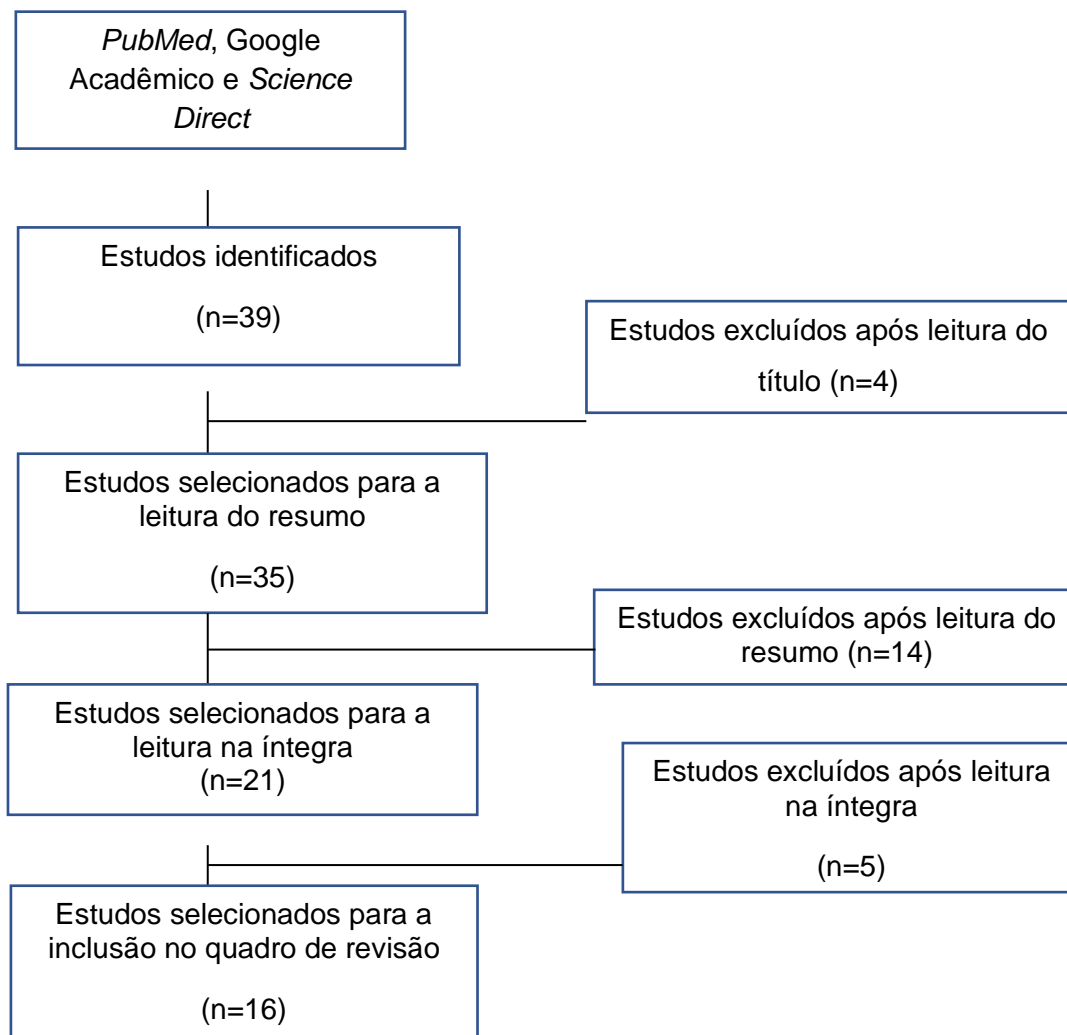 PubMed, Google
Acadêmico e Science
Direct
Estudos identificados
(n=39)
Estudos excluídos após leitura do
título (n=4)
Estudos selecionados para a
leitura do resumo
(n=35)
Estudos excluídos após leitura do
resumo (n=14)
Estudos selecionados para a
leitura na íntegra
(n=21)
Estudos excluídos após leitura
na íntegra
(n=5)
Estudos selecionados para a
inclusão no quadro de revisão
(n=16)